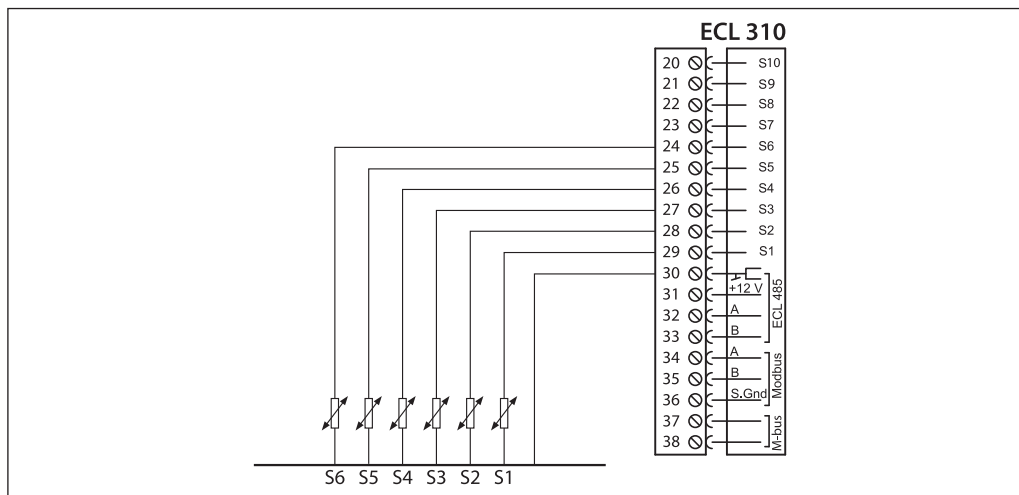 ECL 310
20 S10
21 S9
22 S8
23 S7
24 S6
25 S5
26 S4
27 S3
28 S2
29 S1
30
31 +12 V
32 A
33 B
ECL 485
34 A
35 B
36 S.Gnd
Modbus
37
38
M-bus
S6 S5 S4 S3 S2 S1